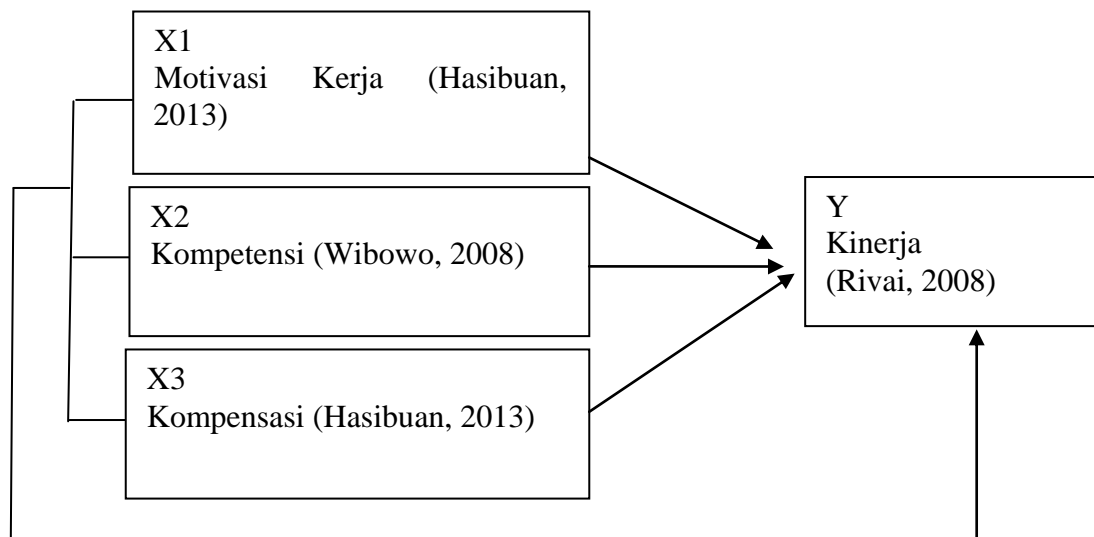 X1
Motivasi Kerja (Hasibuan,
2013)
X2
Kompetensi (Wibowo, 2008)
X3
Kompensasi (Hasibuan, 2013)
Y
Kinerja
(Rivai, 2008)